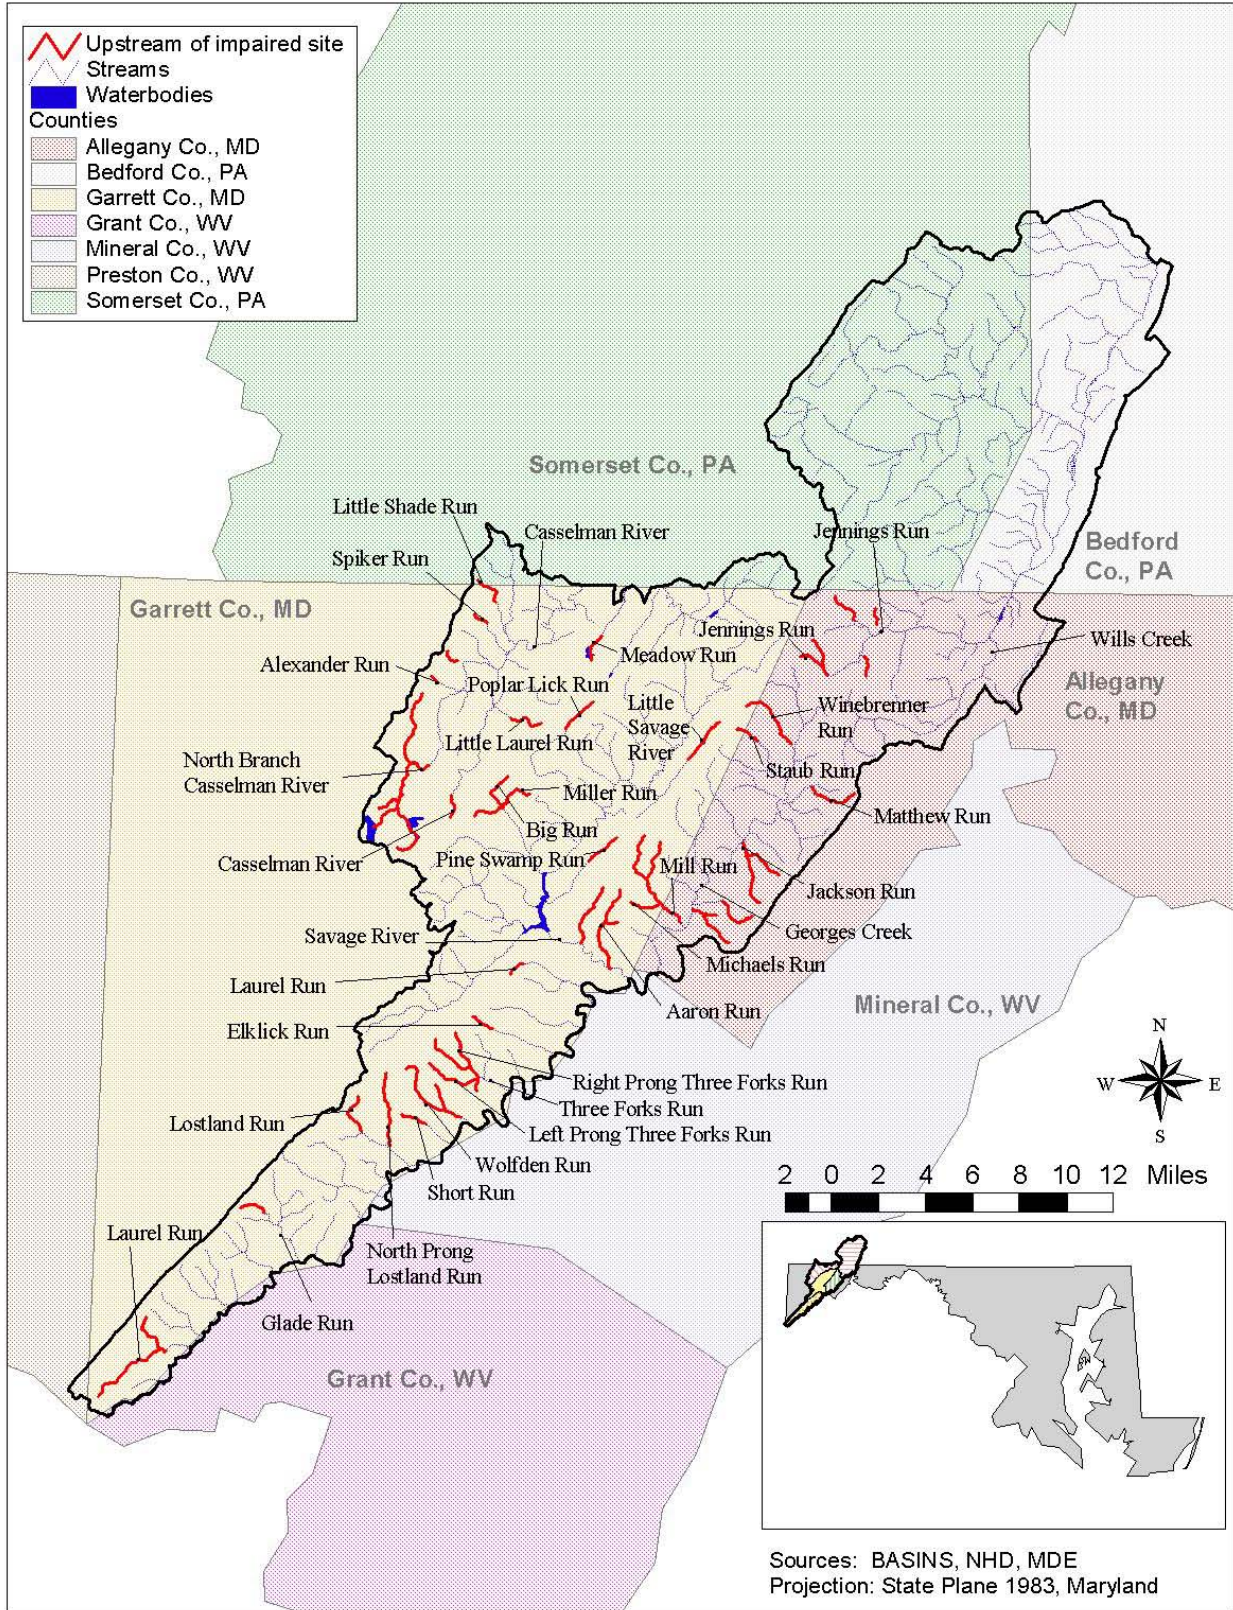 Upstream of impaired site
Streams
Waterbodies
Counties
Allegany Co., MD
Bedford Co., PA
Garrett Co., MD
Grant Co., WV
Mineral Co., WV
Preston Co., WV
Somerset Co., PA
Somerset Co., PA
Little Shade Run
Casselman River
Jennings Run
Spiker Run
Bedford
Co., PA
Garrett Co., MD
Jennings Run
Wills Creek
Alexander Run
Meadow Run
Poplar Lick Run
Allegany
Co., MD
Little
Savage
River
Winebrenner
Run
Little Laurel Run
North Branch
Casselman River
Staub Run
Miller Run
Matthew Run
Big Run
Casselman River
Pine Swamp Run
Mill Run
Jackson Run
Savage River
Georges Creek
Michaels Run
Laurel Run
Mineral Co., WV
Aaron Run
Elklick Run
Right Prong Three Forks Run
Three Forks Run
Lostland Run
Left Prong Three Forks Run
Wolfden Run
Short Run
N
W E
S
2 0 2 4 6 8 10 12 Miles
Laurel Run
North Prong
Lostland Run
Glade Run
Grant Co., WV
Sources: BASINS, NHD, MDE
Projection: State Plane 1983, Maryland